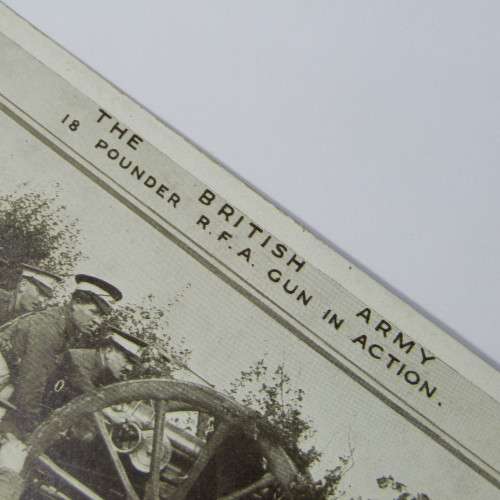 THE BRITISH ARMY
18 POUNDER R.F.A. GUN IN ACTION.